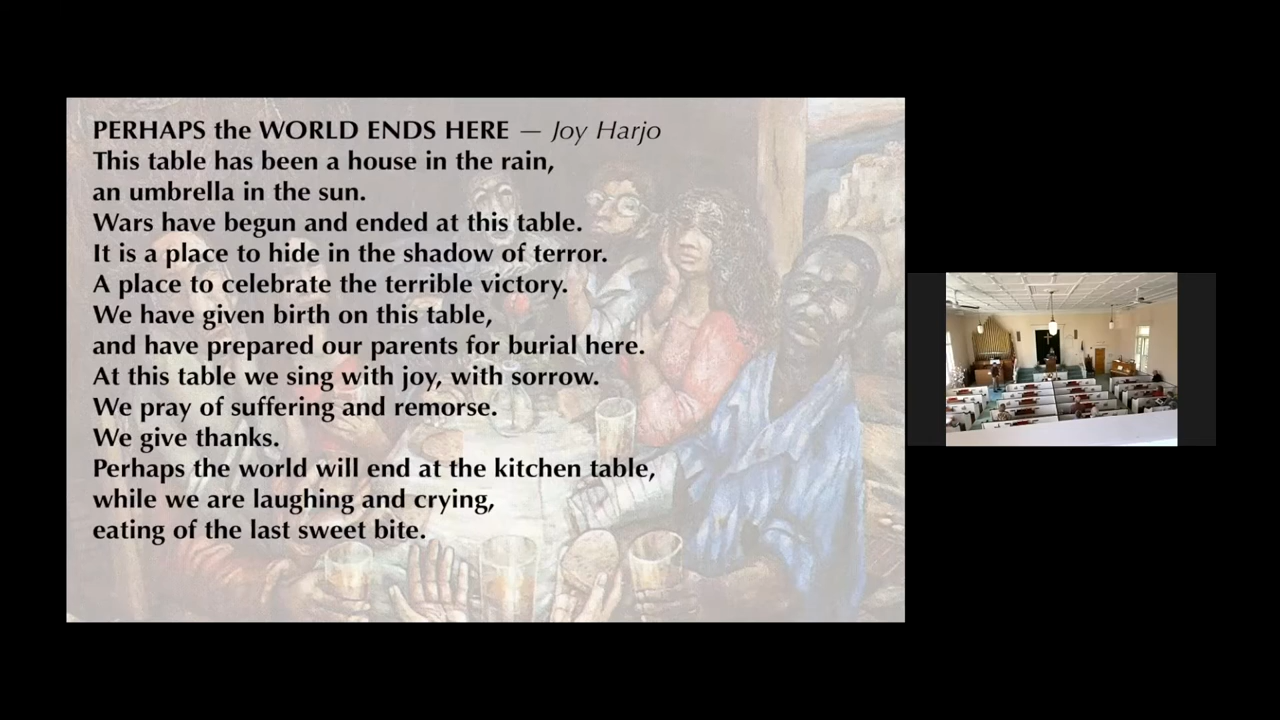 PERHAPS the WORLD ENDS HERE — Joy Harjo
This table has been a house in the rain,
an umbrella in the sun.
Wars have begun and ended at this table.
It is a place to hide in the shadow of terror.
A place to celebrate the terrible victory.
We have given birth on this table,
and have prepared our parents for burial here.
At this table we sing with joy, with sorrow.
We pray of suffering and remorse.
We give thanks.
Perhaps the world will end at the kitchen table,
while we are laughing and crying,
eating of the last sweet bite.